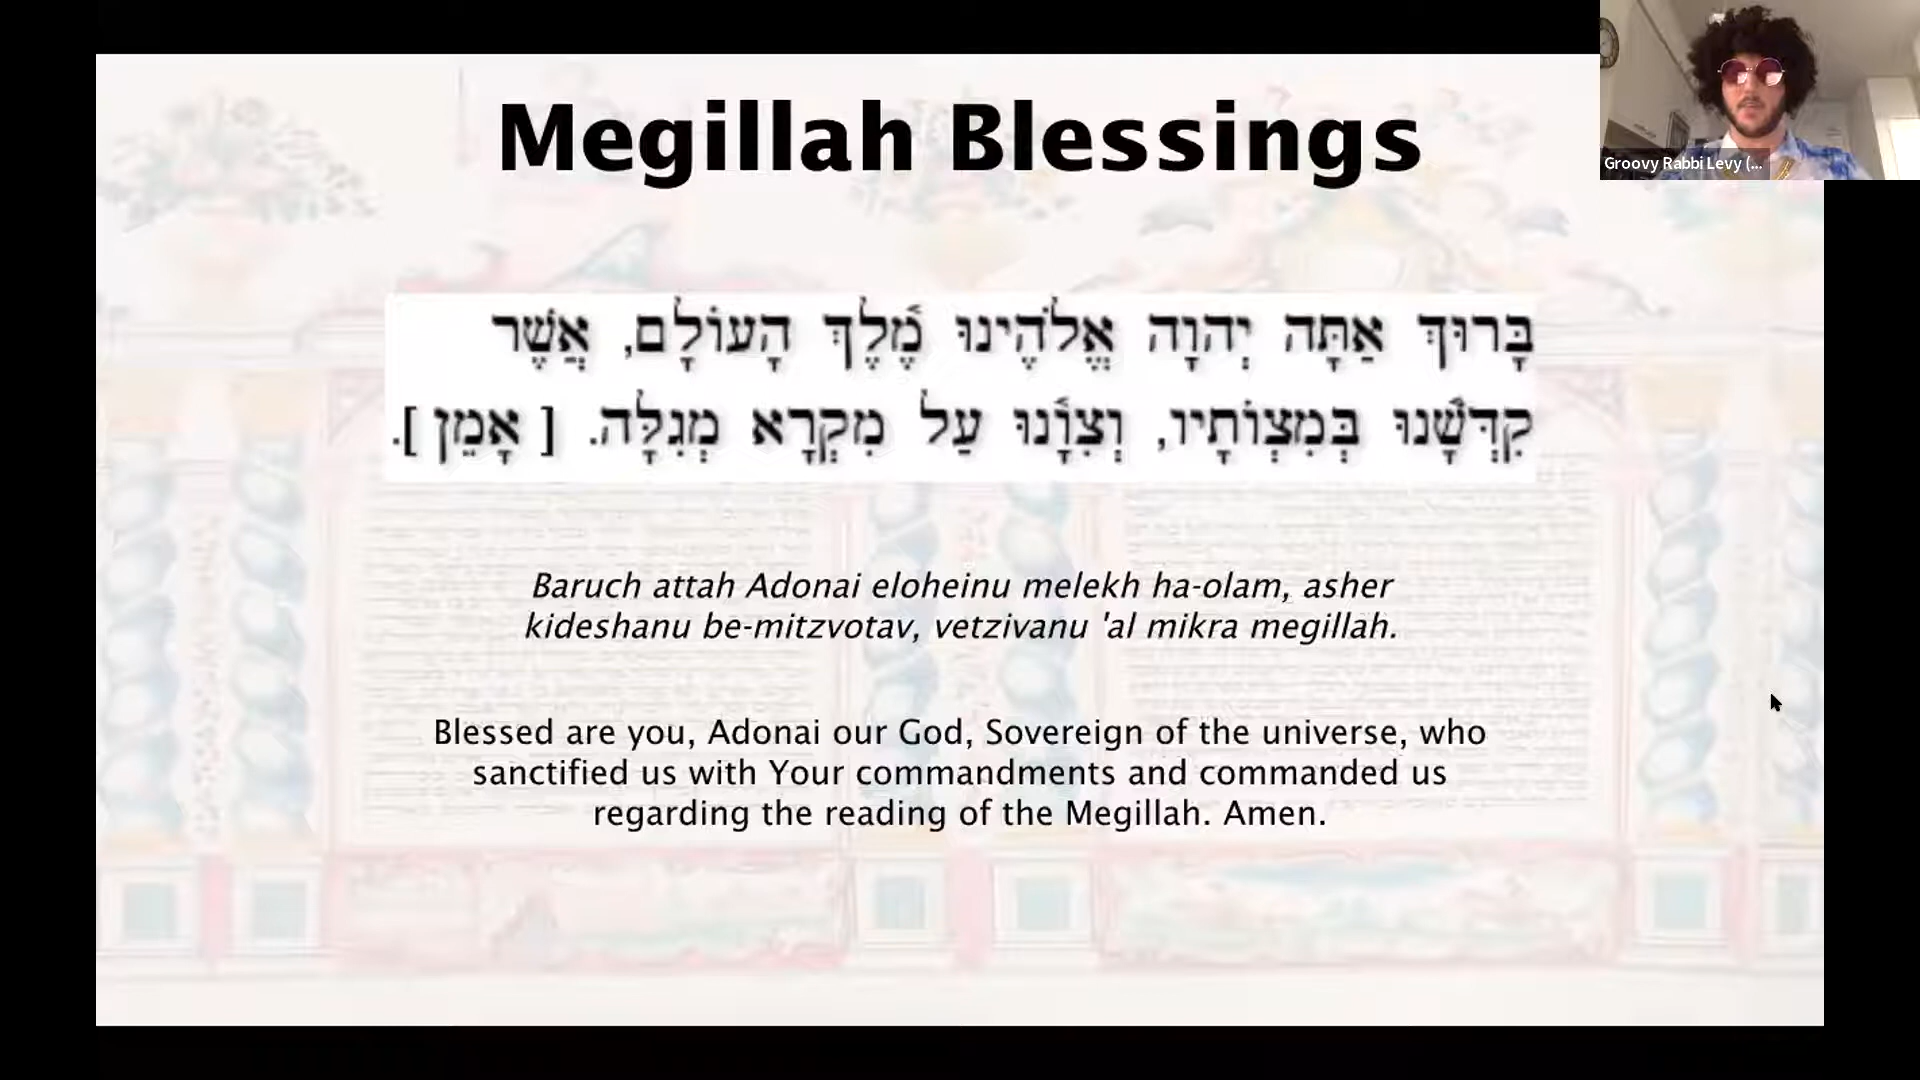 Megillah Blessings
Groovy Rabbi Levy (...
בָּרוּךְ אַתָּה יְהוָה אֱלֹהֶינוּ מֶֿלֶךְ הָעוֹלָם, אֲשֶׁר
קִדְּשָֿׁנוּ בְּמִצְוֹתָיו, וְצִוָּֿנוּ עַל מִקְרָא מְגִלָּה. [ אָמֵן ].
Baruch attah Adonai eloheinu melekh ha-olam, asher
kideshanu be-mitzvotav, vetzivanu 'al mikra megillah.
Blessed are you, Adonai our God, Sovereign of the universe, who
sanctified us with Your commandments and commanded us
regarding the reading of the Megillah. Amen.